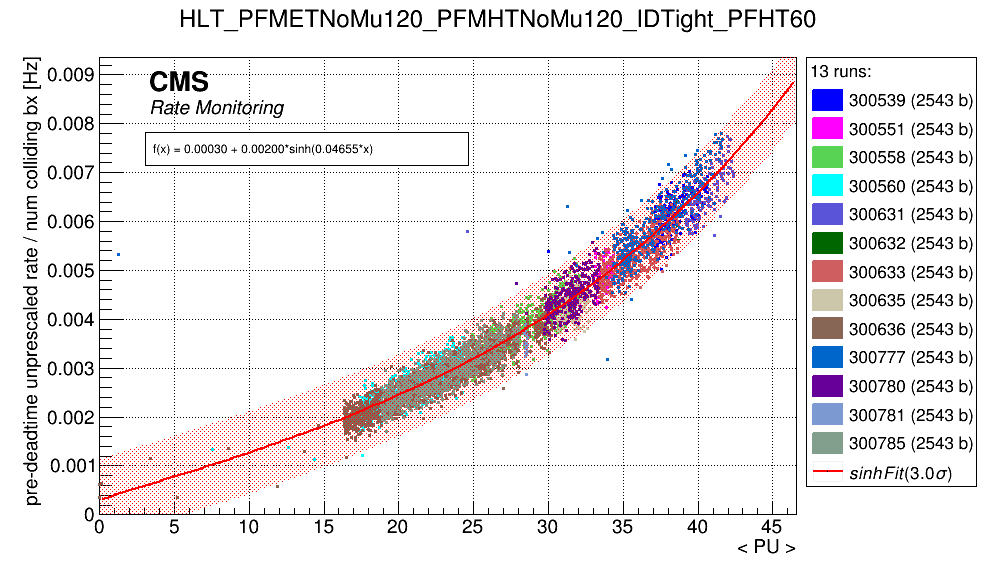 HLT_PFMETNoMu120_PFMHTNoMu120_IDTight_PFHT60
pre-deadtime unprescaled rate / num colliding bx [Hz]
0.009
0.008
0.007
0.006
0.005
0.004
0.003
0.002
0.001
0
CMS
Rate Monitoring
f(x) = 0.00030 + 0.00200*sinh(0.04655*x)
0 5 10 15 20 25 30 35 40 45
< PU >
13 runs:
300539 (2543 b)
300551 (2543 b)
300558 (2543 b)
300560 (2543 b)
300631 (2543 b)
300632 (2543 b)
300633 (2543 b)
300635 (2543 b)
300636 (2543 b)
300777 (2543 b)
300780 (2543 b)
300781 (2543 b)
300785 (2543 b)
sinhFit(3.0σ)